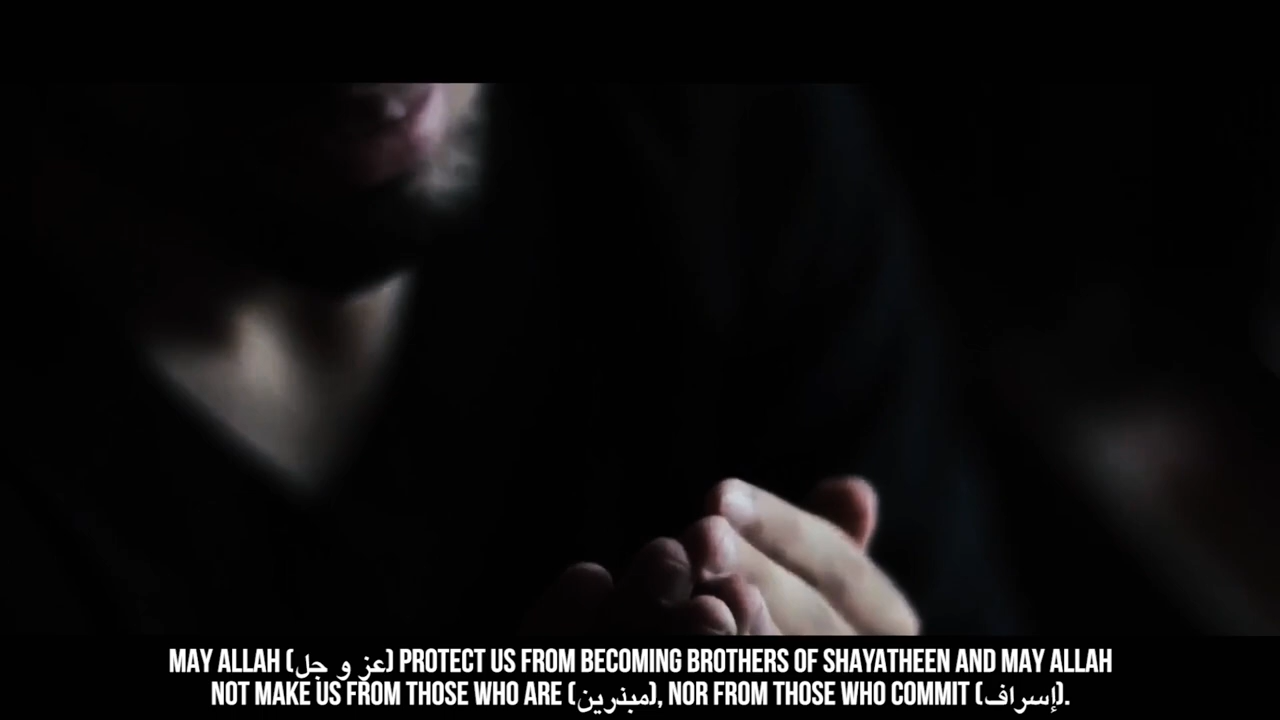 MAY ALLAH (عز و جل) PROTECT US FROM BECOMING BROTHERS OF SHAYATHEEN AND MAY ALLAH
NOT MAKE US FROM THOSE WHO ARE (مبذرين), NOR FROM THOSE WHO COMMIT (إسراف).